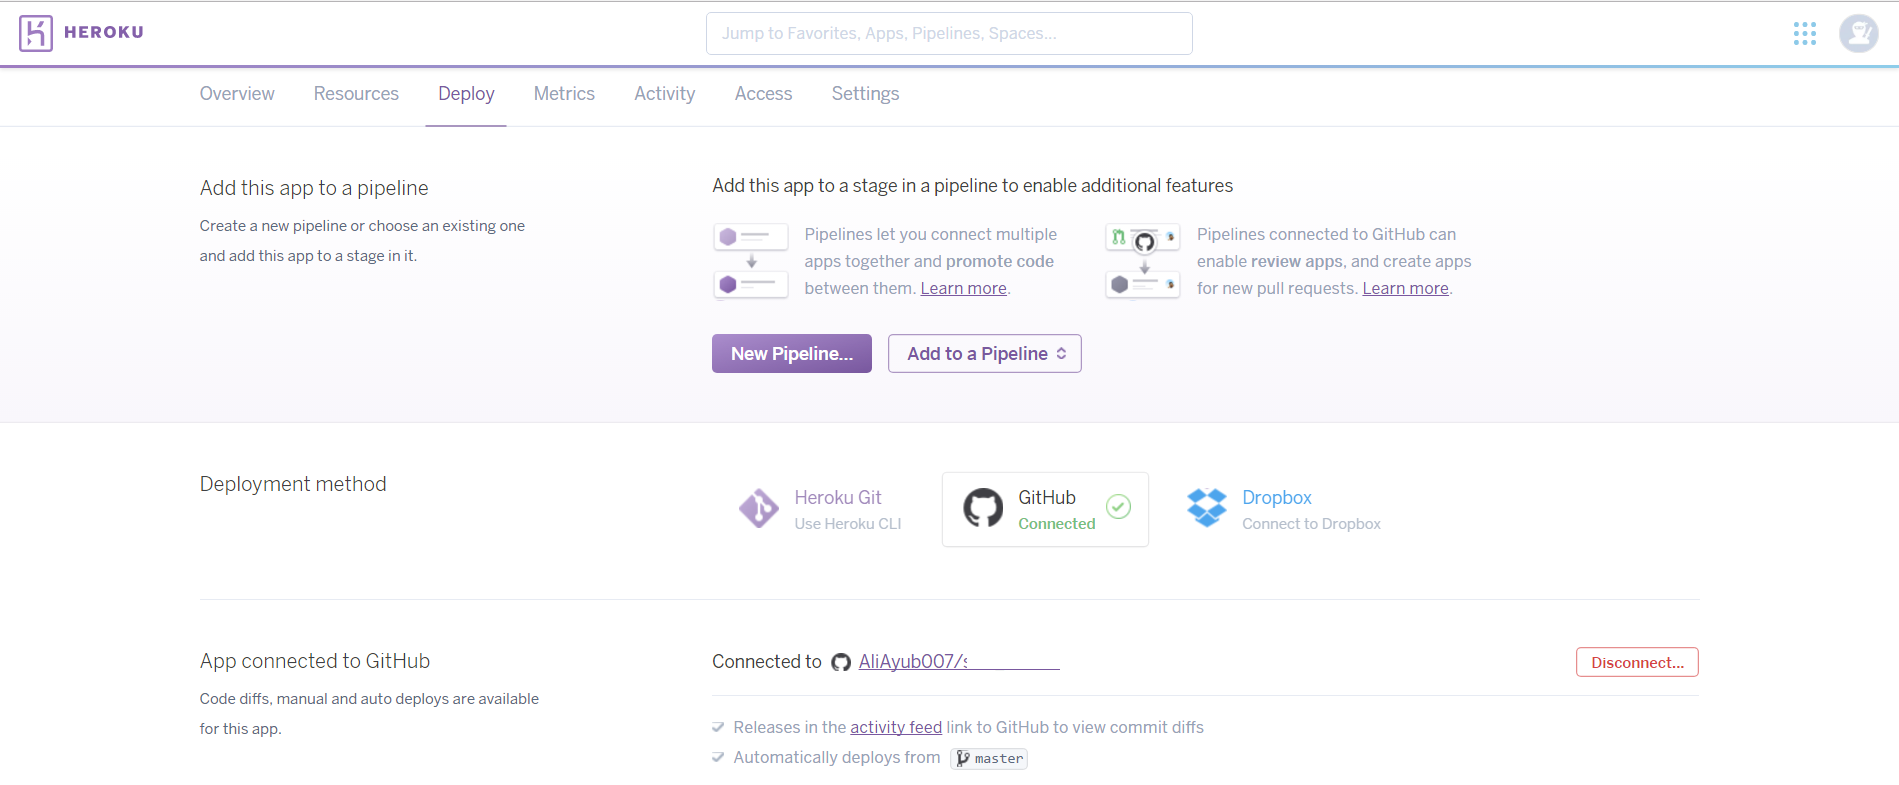 HEROKU
Jump to Favorites, Apps, Pipelines, Spaces...
Overview Resources Deploy Metrics Activity Access Settings
Add this app to a pipeline
Create a new pipeline or choose an existing one
and add this app to a stage in it.
Add this app to a stage in a pipeline to enable additional features
Pipelines let you connect multiple
apps together and promote code
between them. Learn more.
Pipelines connected to GitHub can
enable review apps, and create apps
for new pull requests. Learn more.
New Pipeline...
Add to a Pipeline
Deployment method
Heroku Git
Use Heroku CLI
GitHub
Connected
Dropbox
Connect to Dropbox
App connected to GitHub
Code diffs, manual and auto deploys are available
for this app.
Connected to AliAyub007/
Disconnect...
Releases in the activity feed link to GitHub to view commit diffs
Automatically deploys from master